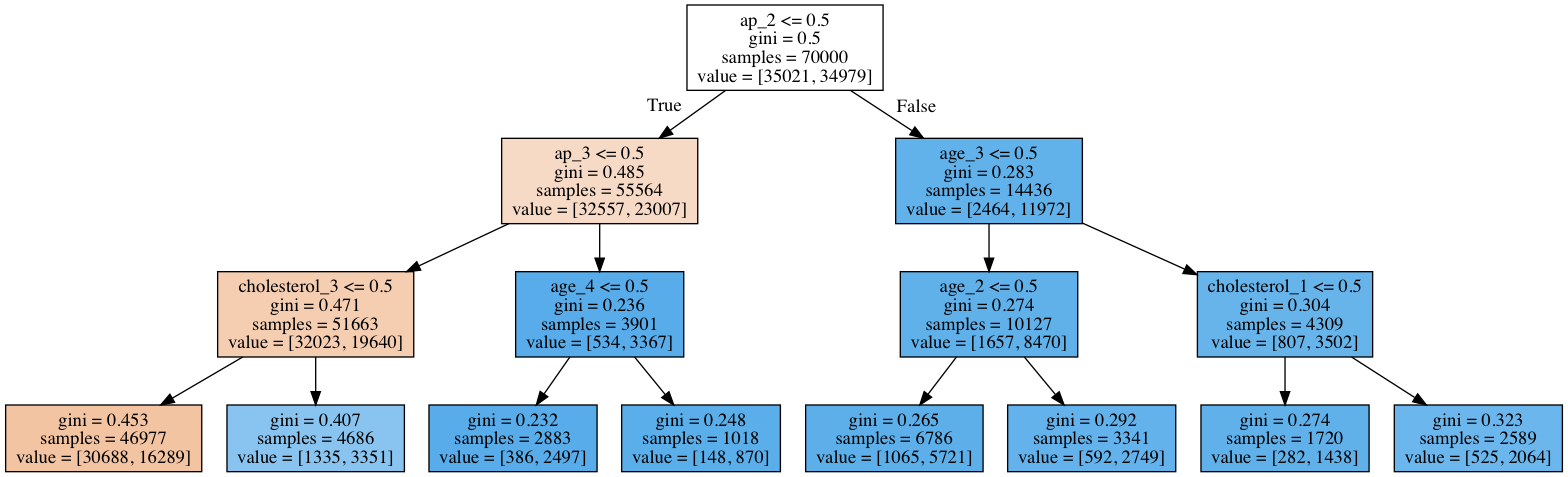 ap_2 <= 0.5
gini = 0.5
samples = 70000
value = [35021, 34979]
True
False
ap_3 <= 0.5
gini = 0.485
samples = 55564
value = [32557, 23007]
age_3 <= 0.5
gini = 0.283
samples = 14436
value = [2464, 11972]
cholesterol_3 <= 0.5
gini = 0.471
samples = 51663
value = [32023, 19640]
age_4 <= 0.5
gini = 0.236
samples = 3901
value = [534, 3367]
age_2 <= 0.5
gini = 0.274
samples = 10127
value = [1657, 8470]
cholesterol_1 <= 0.5
gini = 0.304
samples = 4309
value = [807, 3502]
gini = 0.453
samples = 46977
value = [30688, 16289]
gini = 0.407
samples = 4686
value = [1335, 3351]
gini = 0.232
samples = 2883
value = [386, 2497]
gini = 0.248
samples = 1018
value = [148, 870]
gini = 0.265
samples = 6786
value = [1065, 5721]
gini = 0.292
samples = 3341
value = [592, 2749]
gini = 0.274
samples = 1720
value = [282, 1438]
gini = 0.323
samples = 2589
value = [525, 2064]